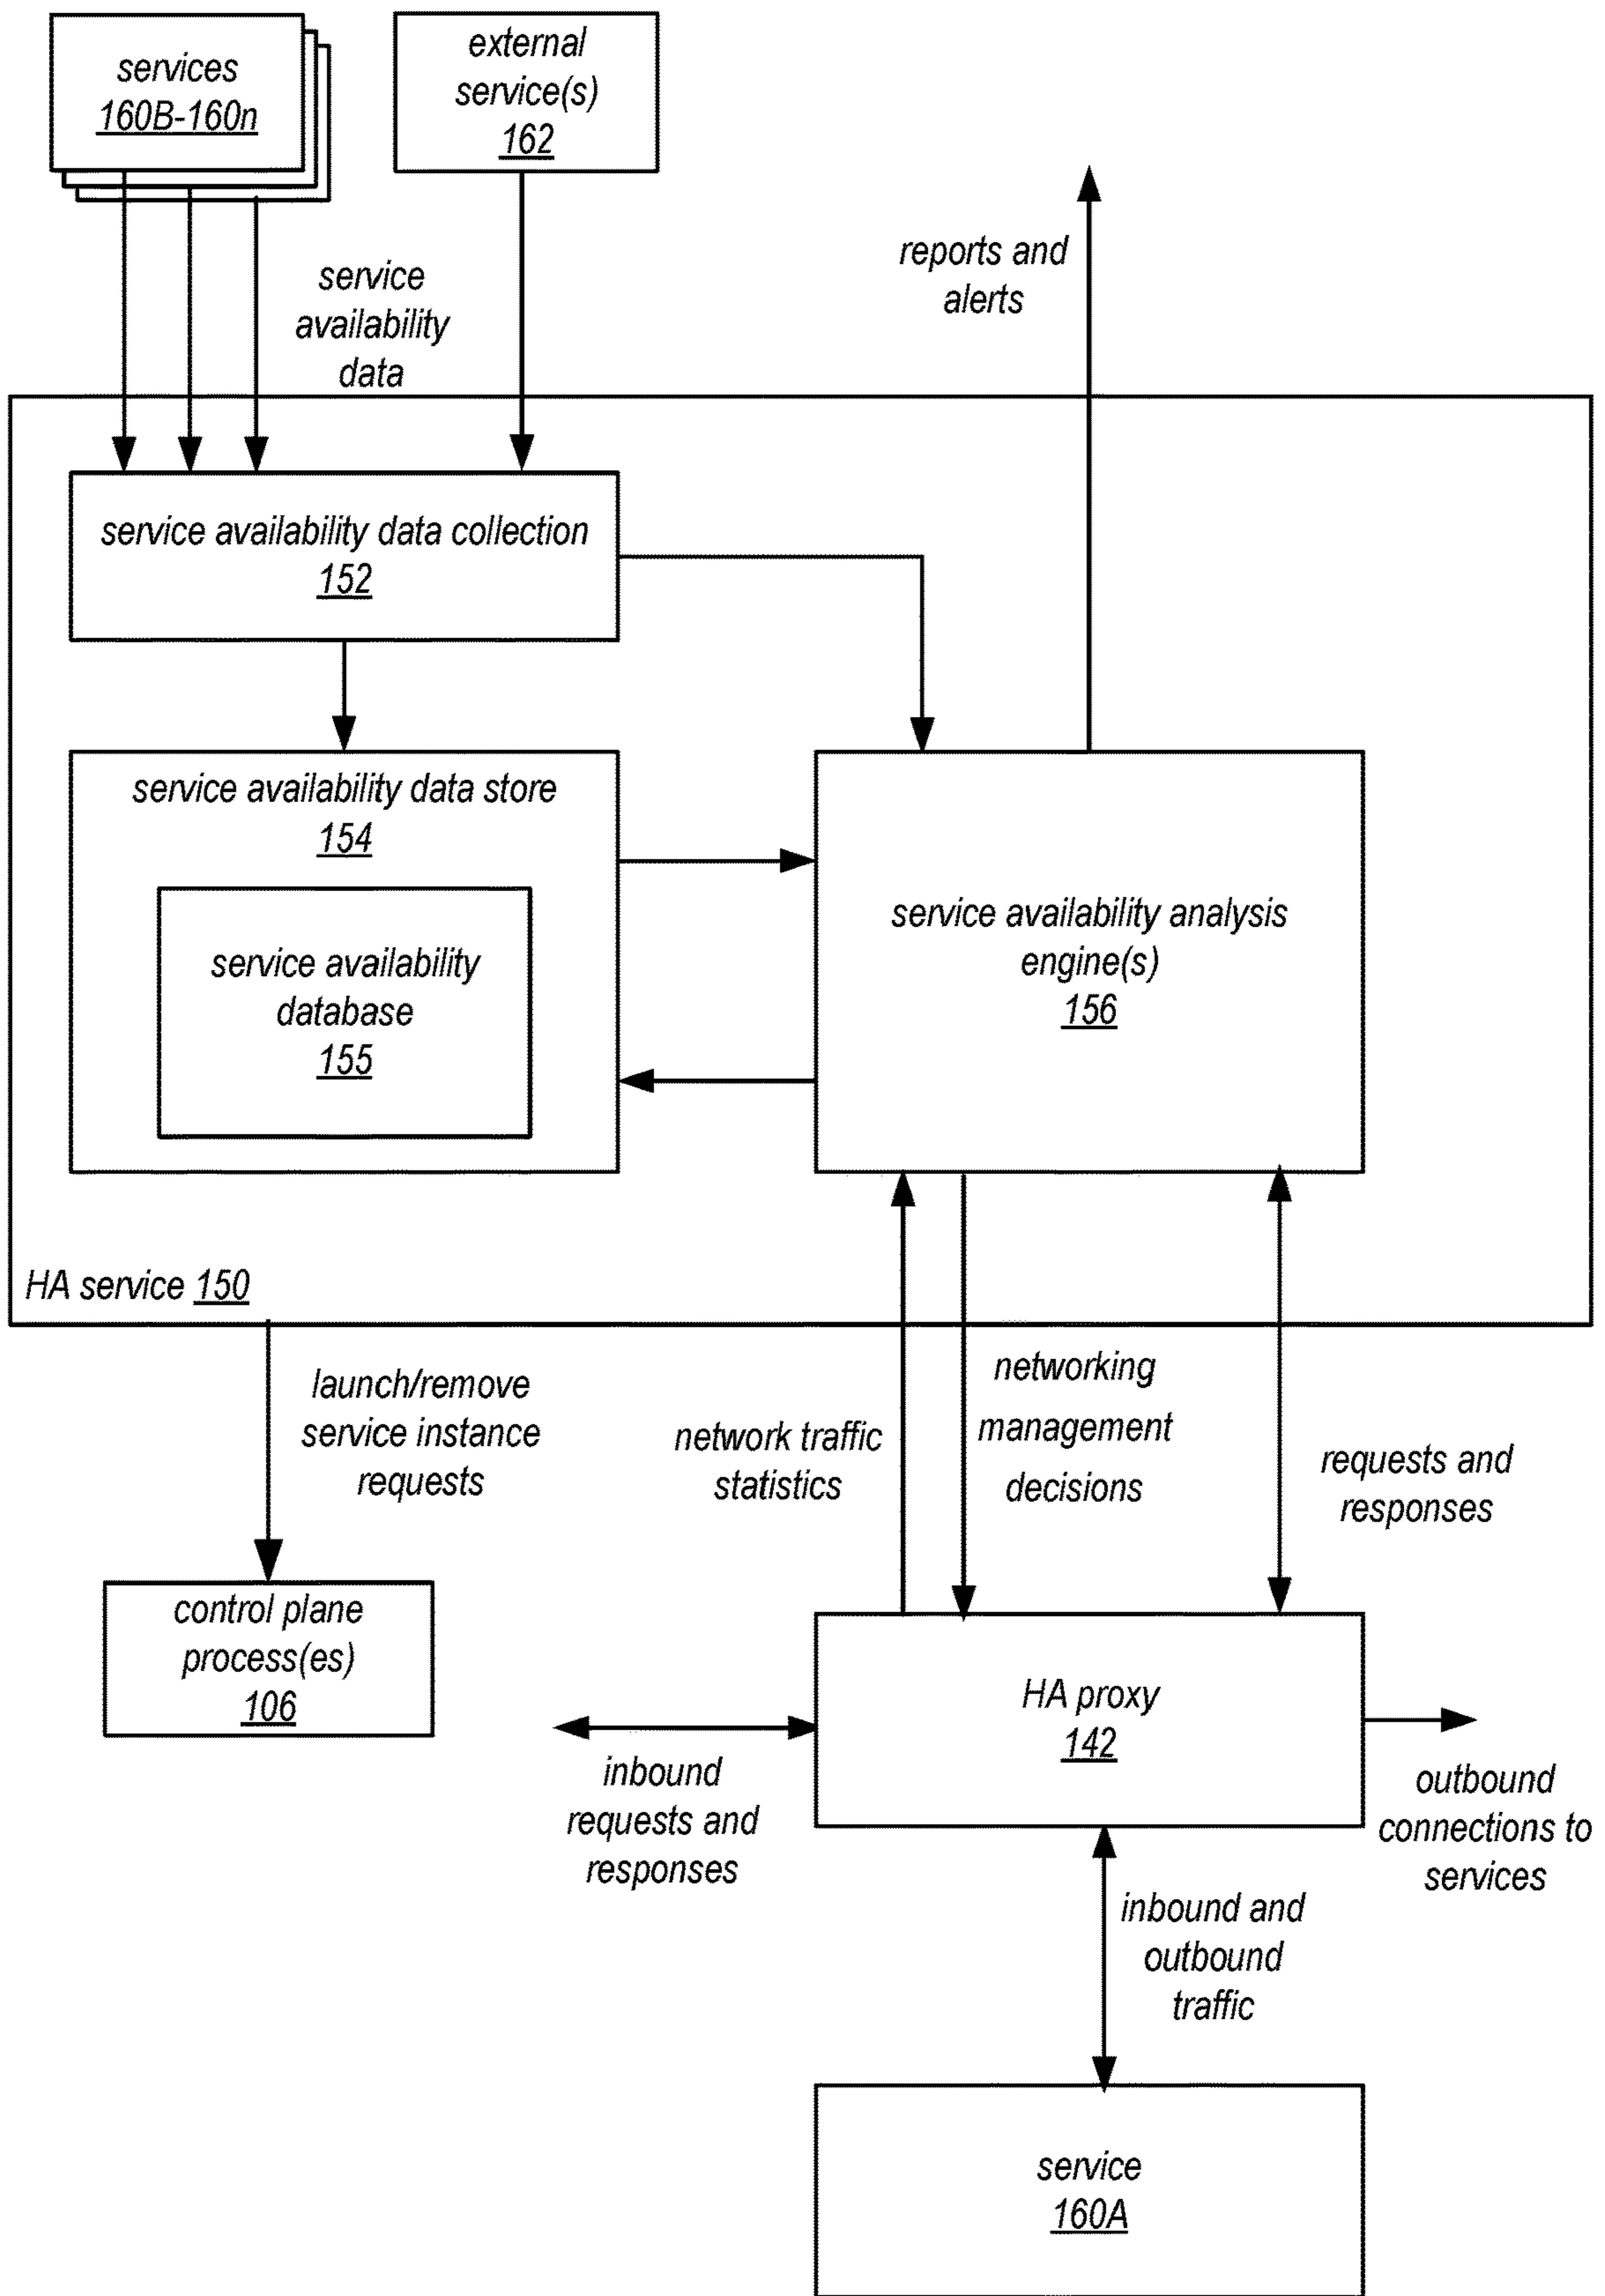 services
160B-160n
external
service(s)
162
service
availability
data
reports and
alerts
service availability data collection
152
service availability data store
154
service availability
database
155
service availability analysis
engine(s)
156
HA service 150
launch/remove
service instance
requests
network traffic
statistics
networking
management
decisions
requests and
responses
control plane
process(es)
106
HA proxy
142
inbound
requests and
responses
outbound
connections to
services
inbound and
outbound
traffic
service
160A